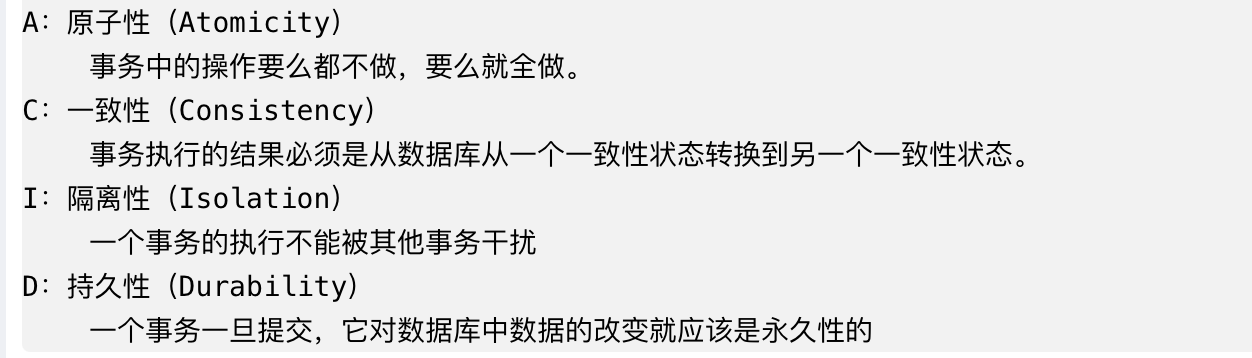 A：原子性（Atomicity）
事务中的操作要么都不做，要么就全做。
C：一致性（Consistency）
事务执行的结果必须是从数据库从一个一致性状态转换到另一个一致性状态。
I：隔离性（Isolation）
一个事务的执行不能被其他事务干扰
D：持久性（Durability）
一个事务一旦提交，它对数据库中数据的改变就应该是永久性的